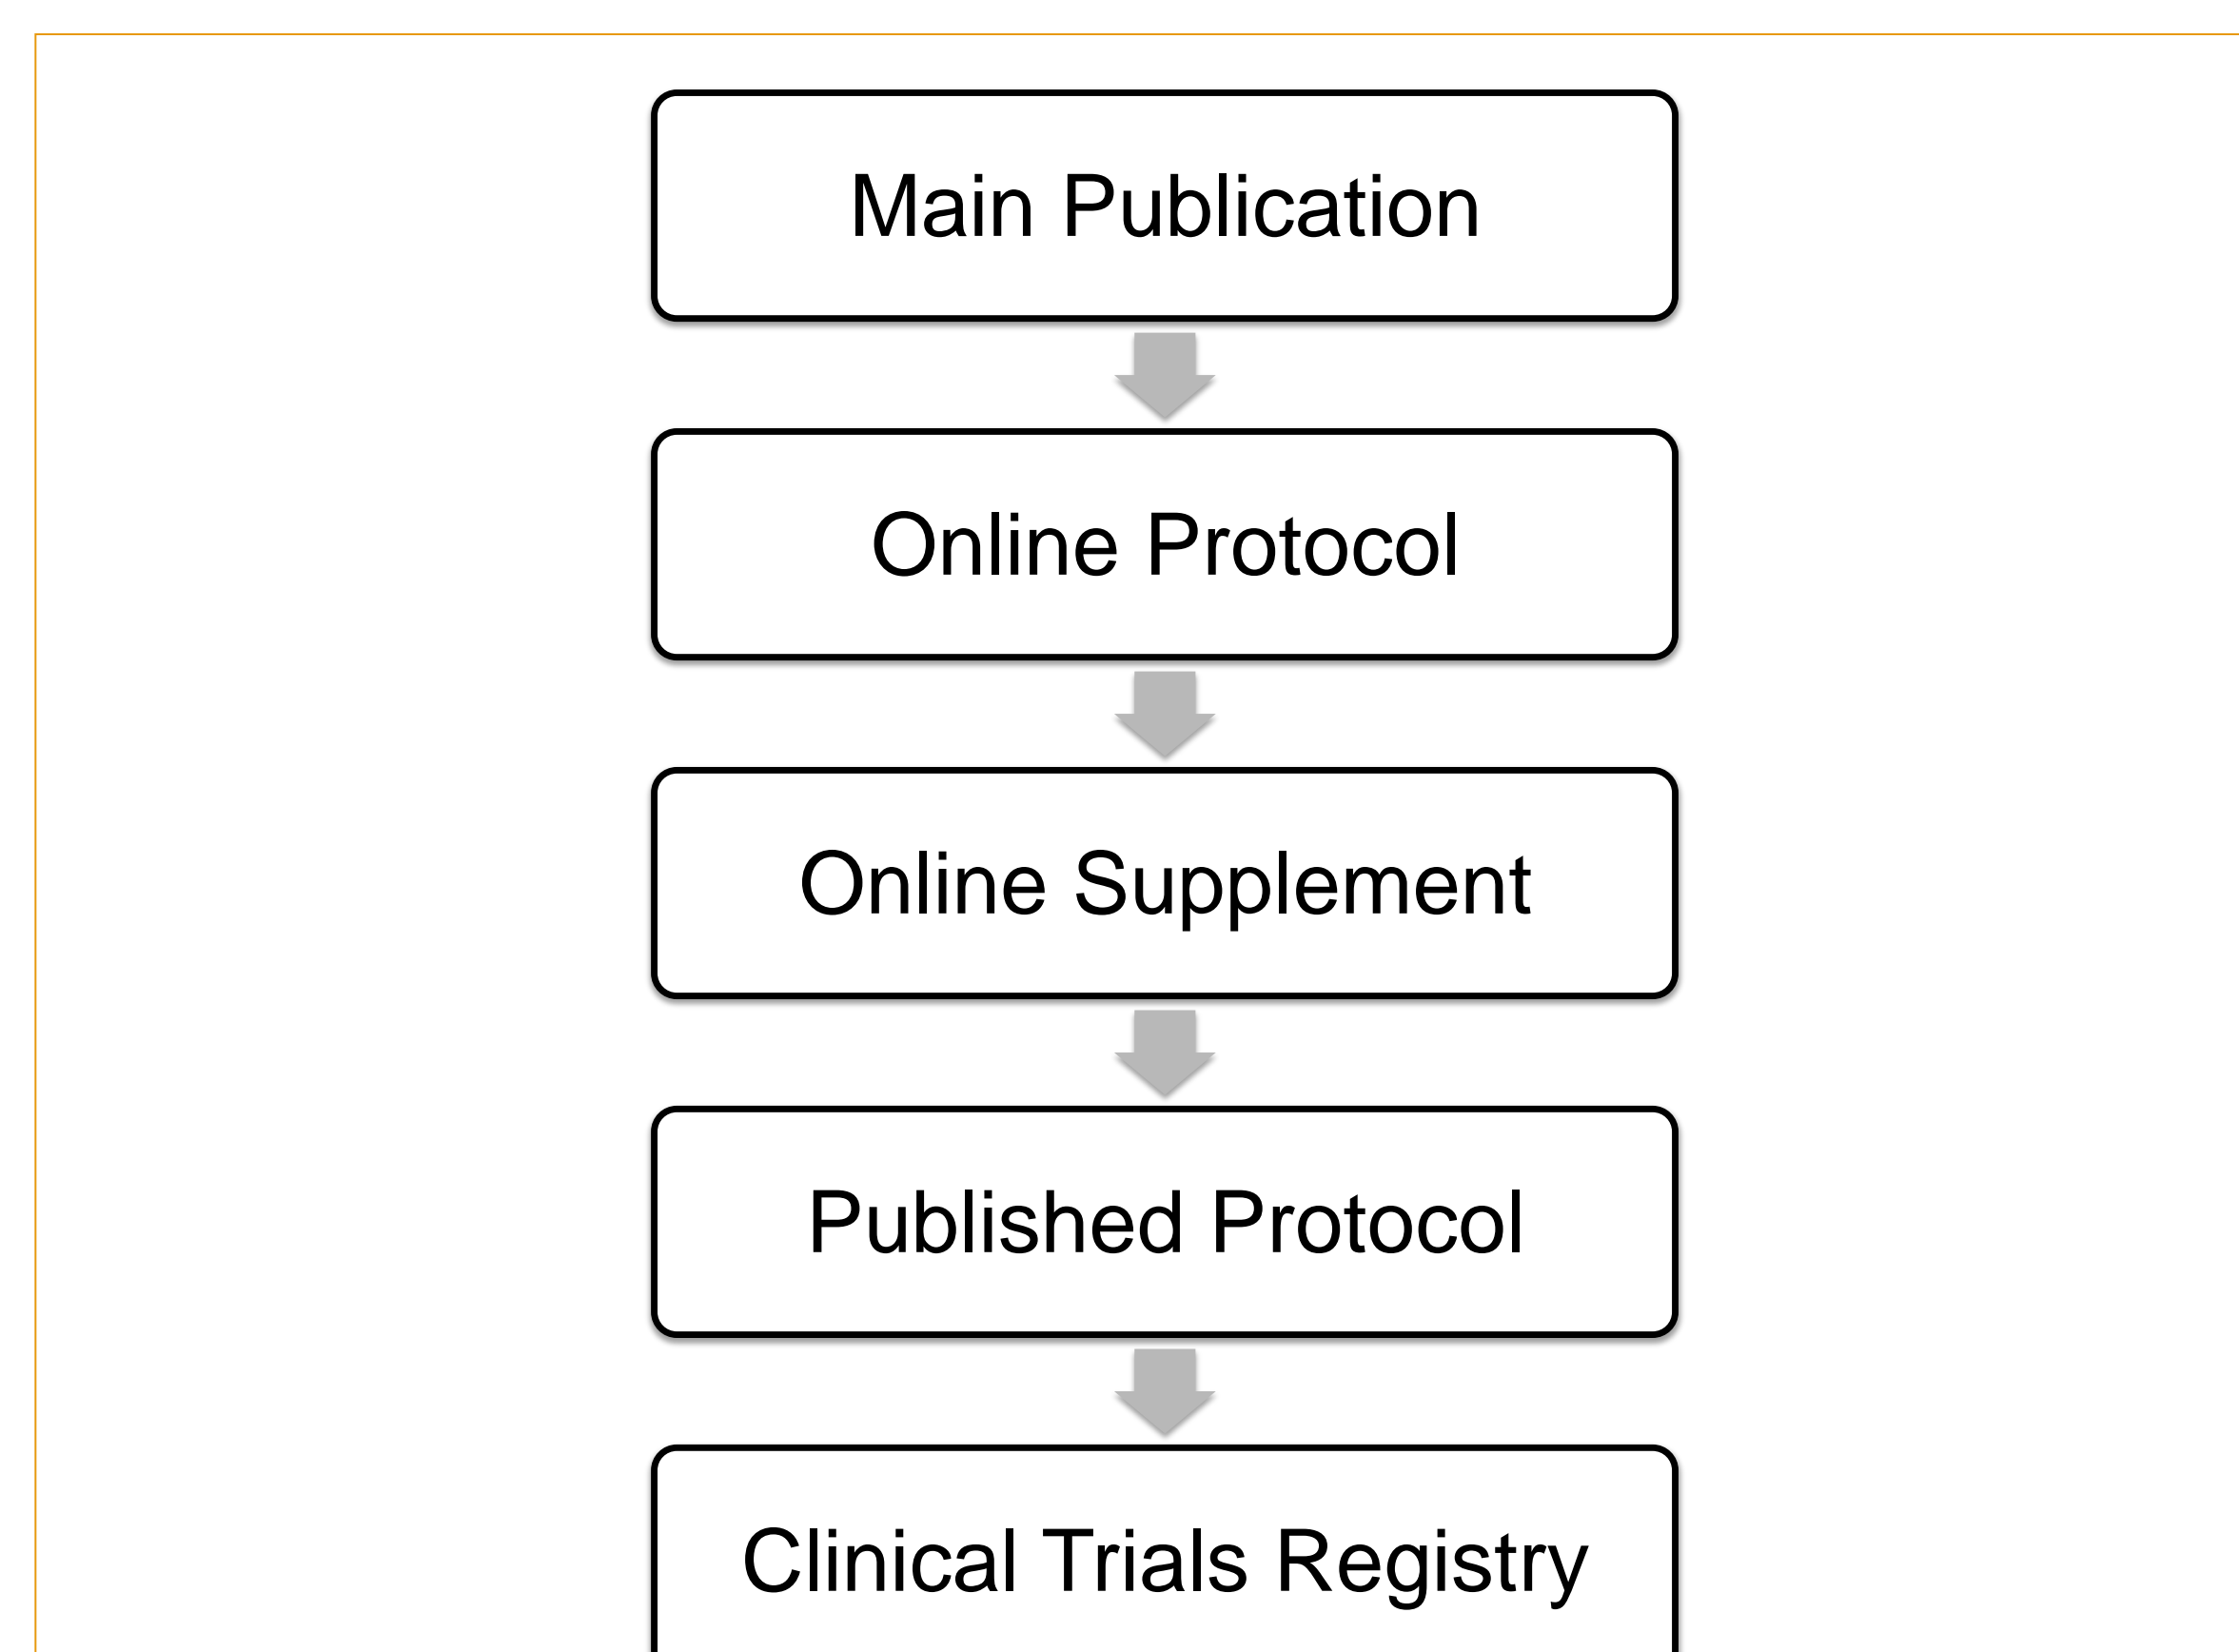 Main Publication
Online Protocol
Online Supplement
Published Protocol
Clinical Trials Registry